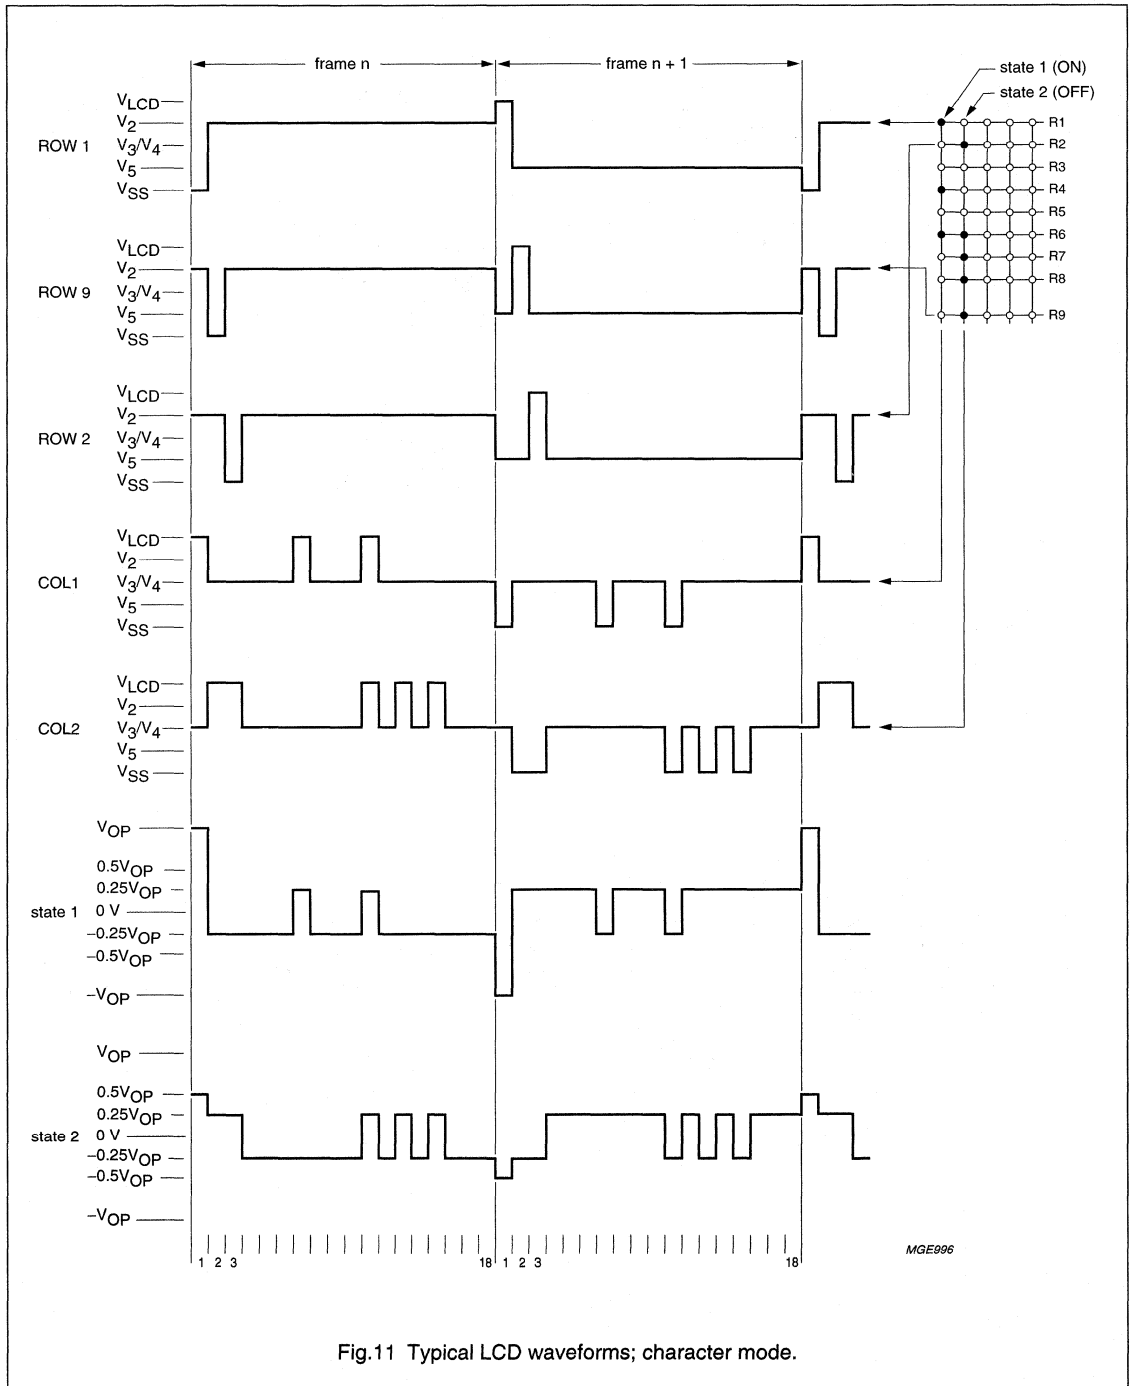 frame n
frame n + 1
state 1 (ON)
state 2 (OFF)
ROW 1
VLCD
V2
V3/V4
V5
VSS
R1
R2
R3
R4
R5
R6
R7
R8
R9
ROW 9
VLCD
V2
V3/V4
V5
VSS
ROW 2
VLCD
V2
V3/V4
V5
VSS
COL1
VLCD
V2
V3/V4
V5
VSS
COL2
VLCD
V2
V3/V4
V5
VSS
state 1
VOP
0.5VOP
0.25VOP
0 V
−0.25VOP
−0.5VOP
−VOP
state 2
VOP
0.5VOP
0.25VOP
0 V
−0.25VOP
−0.5VOP
−VOP
1 2 3 18 1 2 3 18
MGE996
Fig.11 Typical LCD waveforms; character mode.